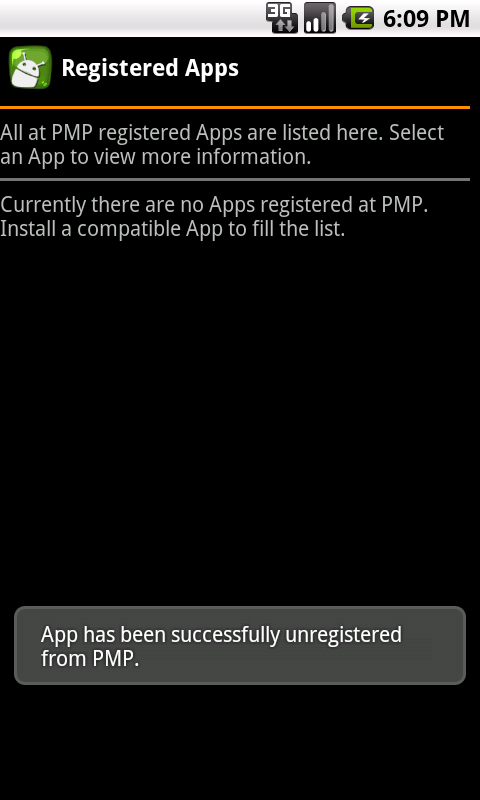 3G
6:09 PM
Registered Apps
All at PMP registered Apps are listed here. Select
an App to view more information.
Currently there are no Apps registered at PMP.
Install a compatible App to fill the list.
App has been successfully unregistered
from PMP.